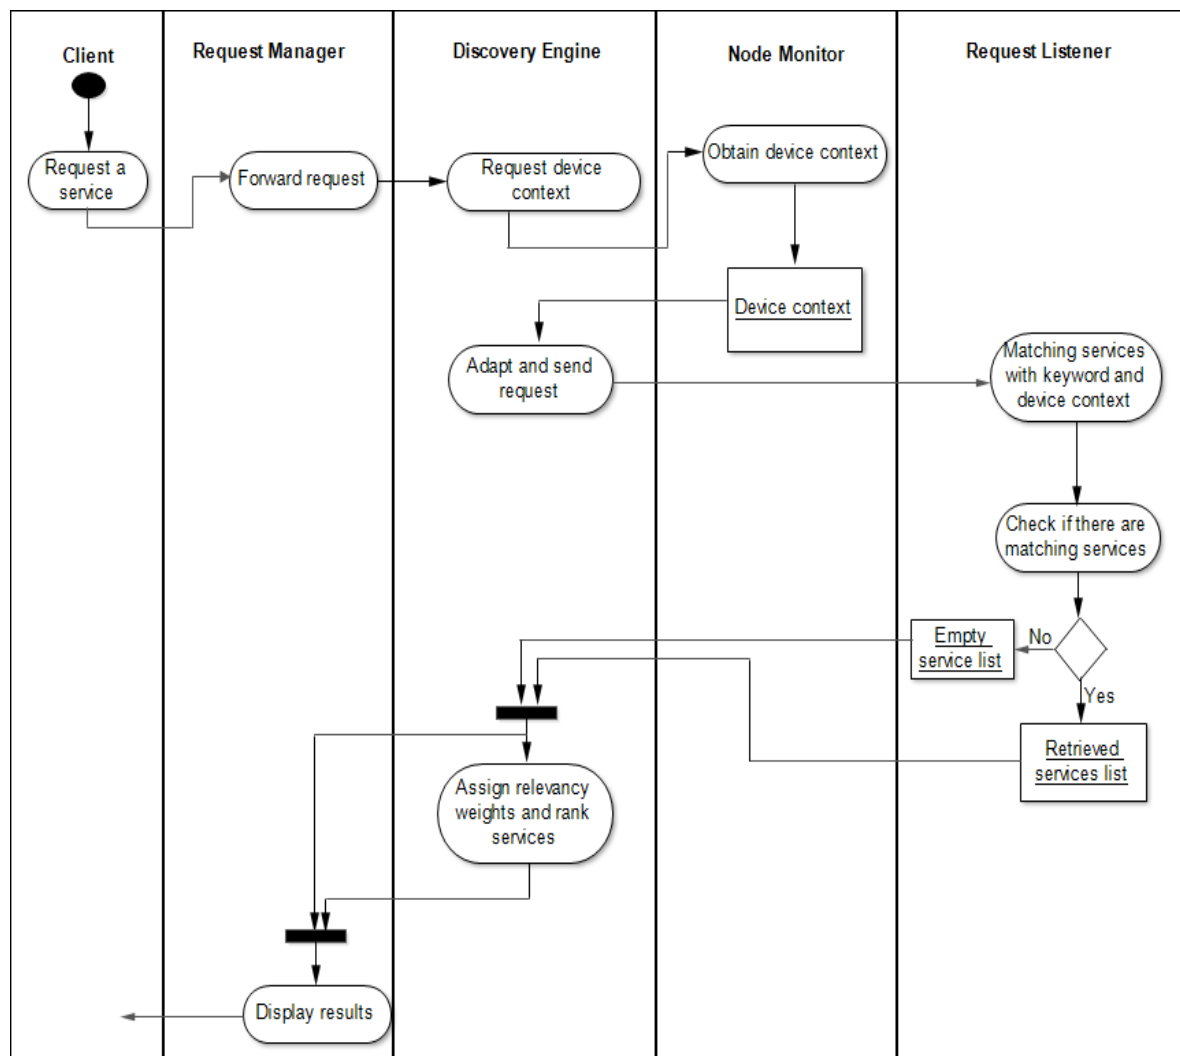 Client
Request Manager
Discovery Engine
Node Monitor
Request Listener
Request a
service
Forward request
Request device
context
Obtain device context
Device context
Adapt and send
request
Matching services
with keyword and
device context
Check if there are
matching services
No
Empty
service list
Yes
Retrieved
services list
Assign relevancy
weights and rank
services
Display results